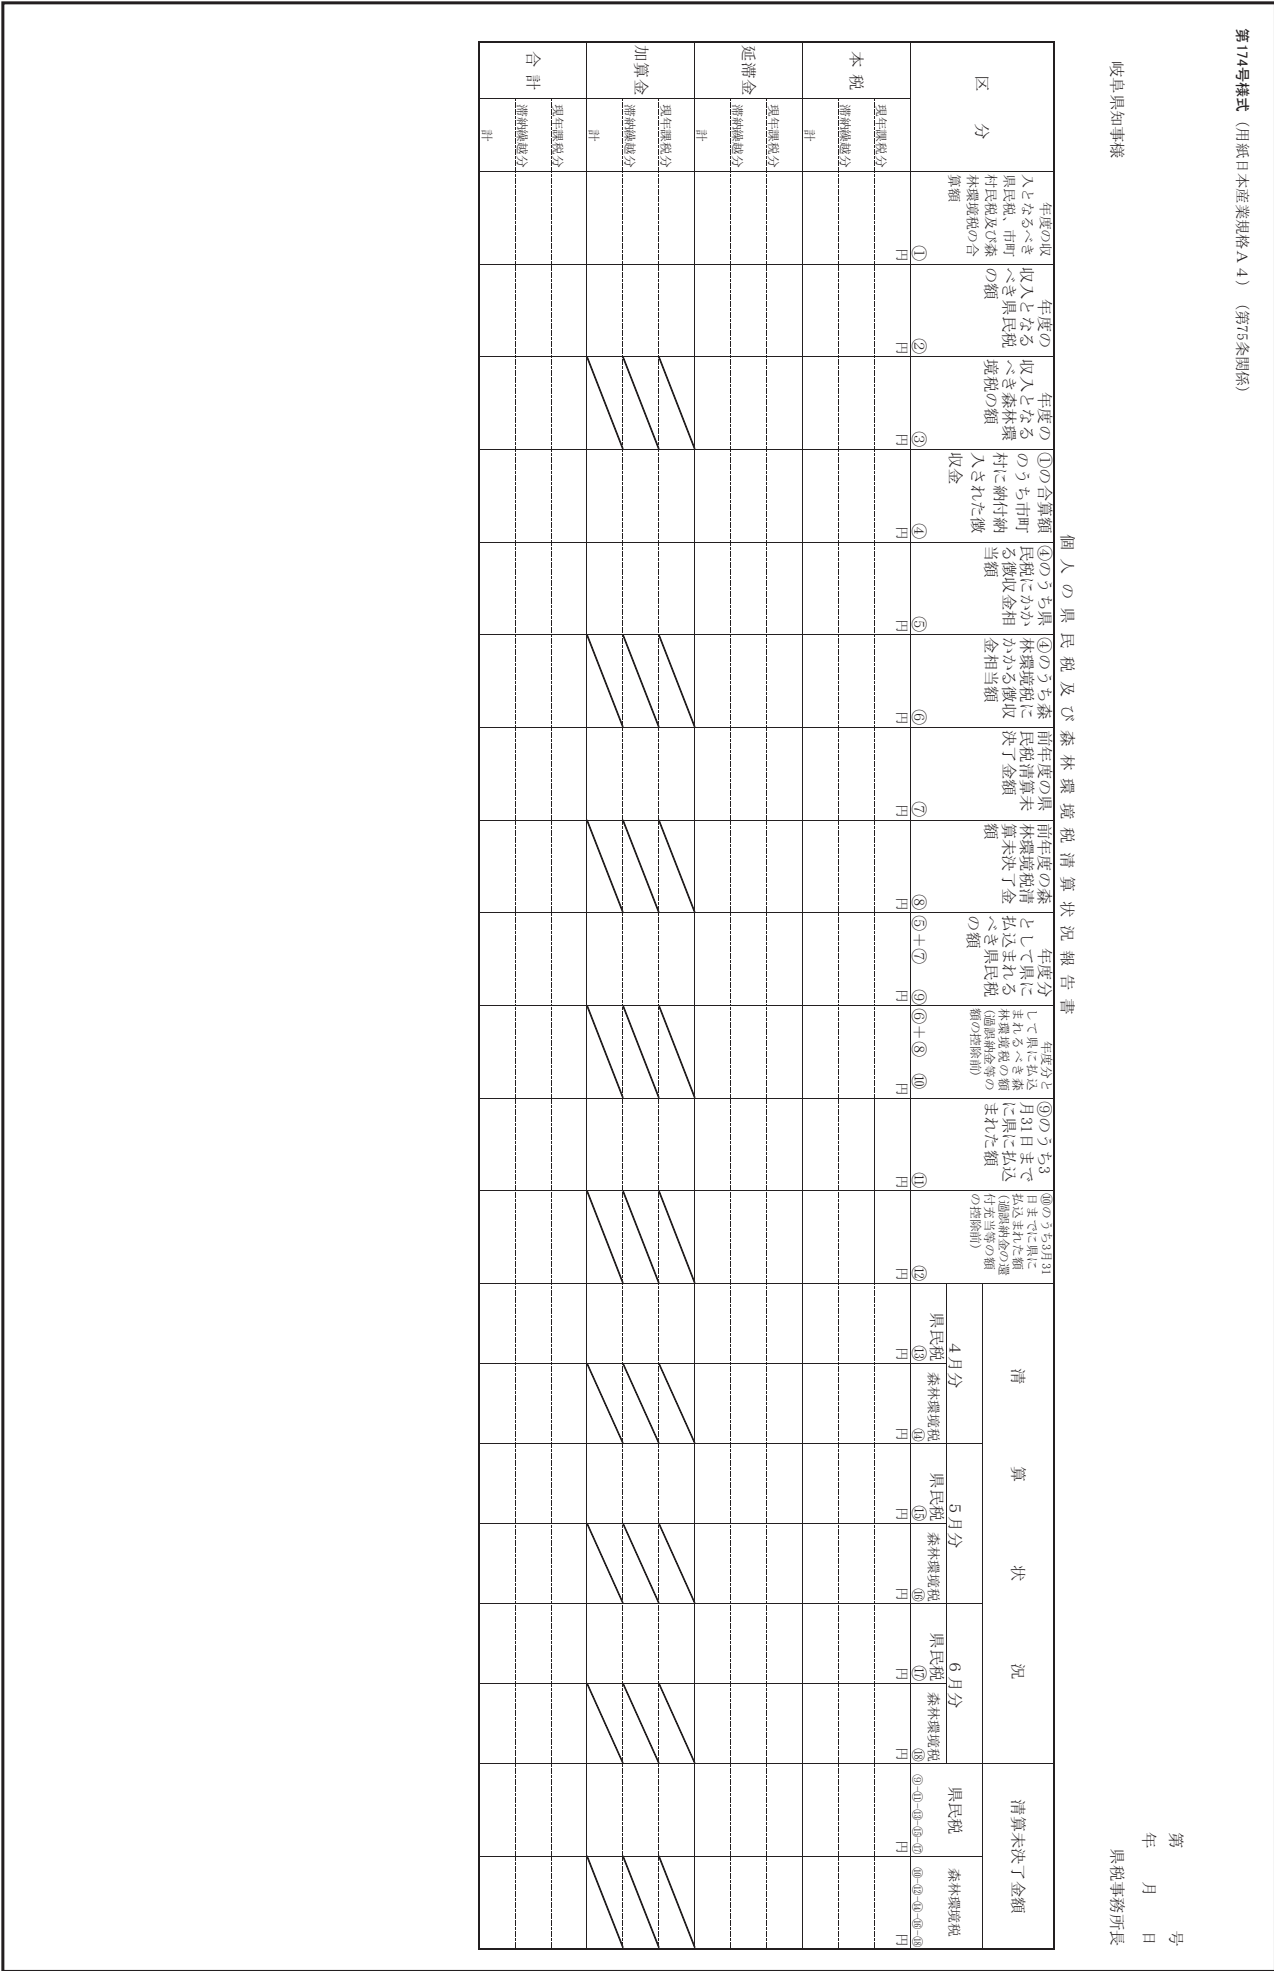 第174号様式（用紙日本産業規格Ａ４）（第75条関係）
第　　　　号
年　　月　　日
岐阜県知事様
県税事務所長
個人の県民税及び森林環境税清算状況報告書
区　分
年度の収
入となるべき
県民税、市町
村民税及び森
林環境税の合
算額
①
年度の
収入となる
べき県民税
の額
②
年度の
収入となる
べき森林環
境税の額
③
①の合算額
のうち市町
村に納付納
入された徴
収金
④
④のうち県
民税にかか
る徴収金相
当額
⑤
④のうち森
林環境税に
かかる徴収
金相当額
⑥
前年度の県
民税清算未
決了金額
⑦
前年度の森
林環境税清
算未決了金
額
⑧
年度分
として県に
払込まれる
べき県民税
の額
⑤＋⑦　⑨
年度分と
して県に払込
まれるべき森
林環境税の額
（過誤納金等の
額の控除前）
⑥＋⑧　⑩
⑨のうち3
月31日まで
に県に払込
まれた額
⑪
⑩のうち3月31
日までに県に
払込まれた額
（過誤納金の還
付充当等の額
の控除前）
⑫
清　算　状　況
4月分
県民税
⑬
森林環境税
⑭
5月分
県民税
⑮
森林環境税
⑯
6月分
県民税
⑰
森林環境税
⑱
清算未決了金額
県民税
⑨-⑪-⑬-⑮-⑰
森林環境税
⑩-⑫-⑭-⑯-⑱
本税
現年課税分　円　円　円　円　円　円　円　円　円　円　円　円　円　円　円　円　円　円　円　円
滞納繰越分
計
延滞金
現年課税分
滞納繰越分
計
加算金
現年課税分
滞納繰越分
計
合計
現年課税分
滞納繰越分
計